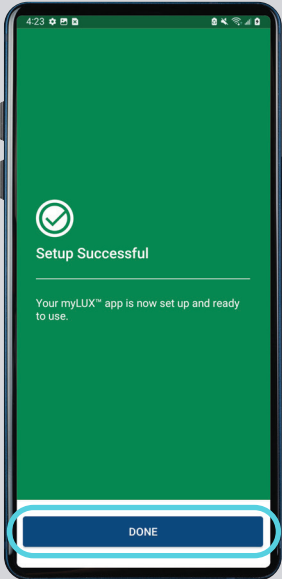 4:23
Setup Successful
Your myLUX™ app is now set up and ready
to use.
DONE